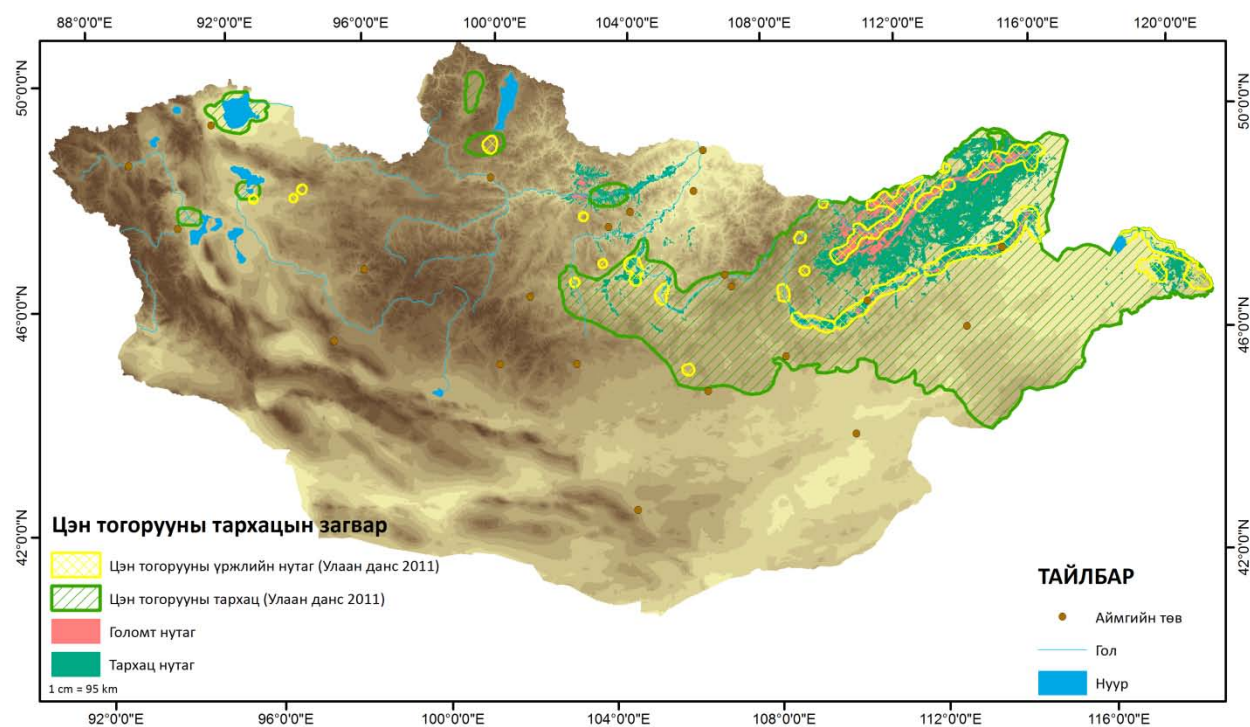 88°0'0"E 92°0'0"E 96°0'0"E 100°0'0"E 104°0'0"E 108°0'0"E 112°0'0"E 116°0'0"E 120°0'0"E
50°0'0"N 50°0'0"N
46°0'0"N 46°0'0"N
42°0'0"N 42°0'0"N
Цэн тогорууны тархацын загвар
Цэн тогорууны үржлийн нутаг (Улаан данс 2011)
Цэн тогорууны тархац (Улаан данс 2011)
Голомт нутаг
Тархац нутаг
1 cm = 95 km
ТАЙЛБАР
Аймгийн төв
Гол
Нуур
92°0'0"E 96°0'0"E 100°0'0"E 104°0'0"E 108°0'0"E 112°0'0"E 116°0'0"E